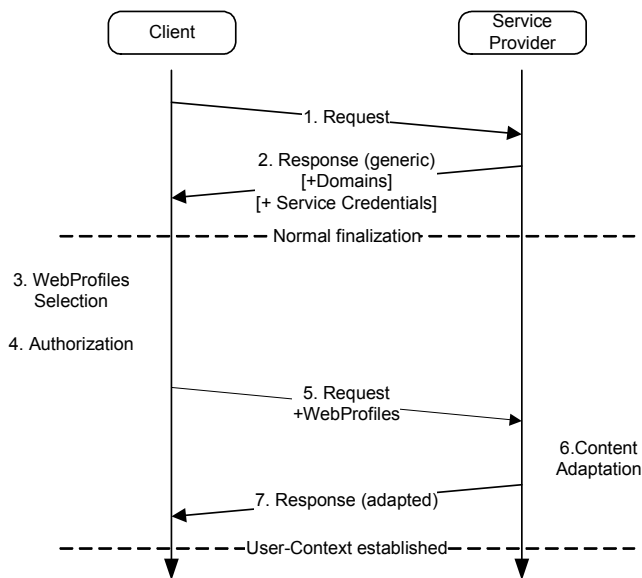 Client
Service
Provider
1. Request
2. Response (generic)
[+Domains]
[+ Service Credentials]
Normal finalization
3. WebProfiles
Selection
4. Authorization
5. Request
+WebProfiles
6.Content
Adaptation
7. Response (adapted)
User-Context established